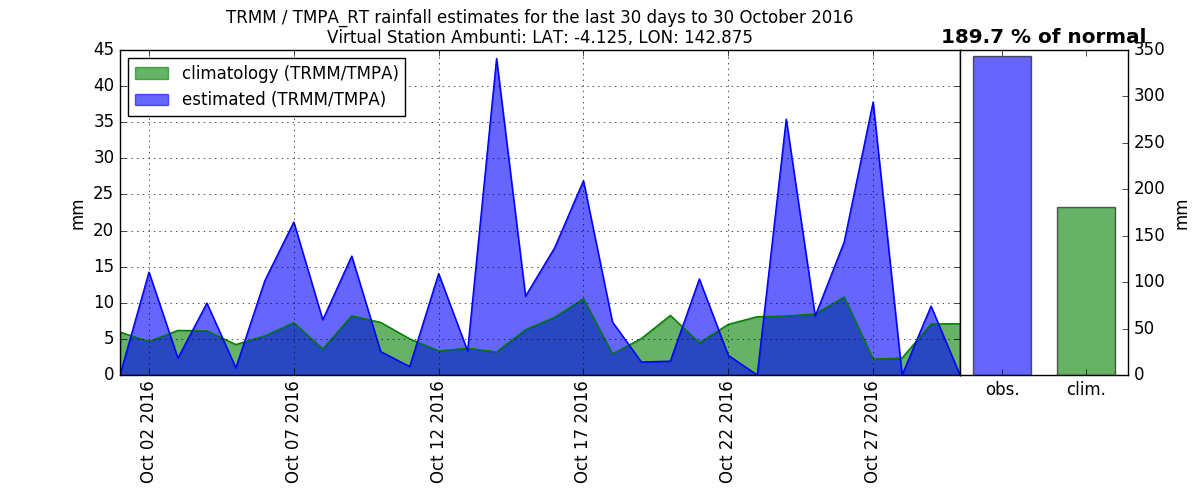 TRMM / TMPA_RT rainfall estimates for the last 30 days to 30 October 2016
Virtual Station Ambunti: LAT: -4.125, LON: 142.875
189.7 % of normal
climatology (TRMM/TMPA)
estimated (TRMM/TMPA)
mm
45
40
35
30
25
20
15
10
5
0
Oct 02 2016
Oct 07 2016
Oct 12 2016
Oct 17 2016
Oct 22 2016
Oct 27 2016
obs.
clim.
350
300
250
200
150
100
50
0
mm